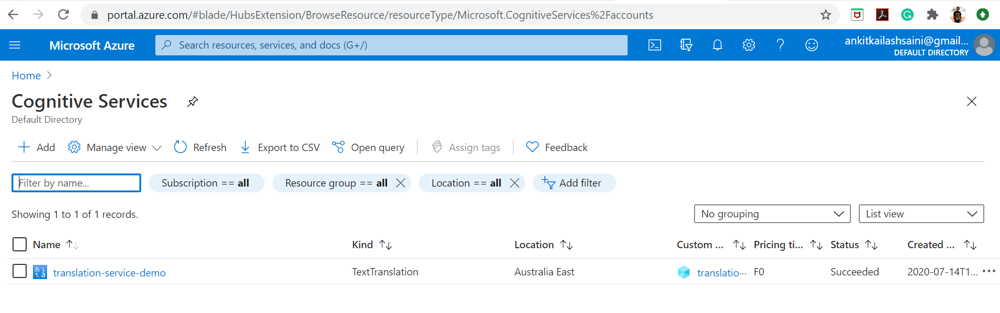 portal.azure.com/#blade/HubsExtension/BrowseResource/resourceType/Microsoft.CognitiveServices%2Faccounts
Microsoft Azure
Search resources, services, and docs (G+/)
ankitkailashsaini@gmail...
DEFAULT DIRECTORY
Home
Cognitive Services
Default Directory
Add Manage view Refresh Export to CSV Open query Assign tags Feedback
Filter by name... Subscription == all Resource group == all Location == all Add filter
Showing 1 to 1 of 1 records. No grouping List view
Name Kind Location Custom ... Pricing ti... Status Created ...
translation-service-demo TextTranslation Australia East translatio... F0 Succeeded 2020-07-14T1...